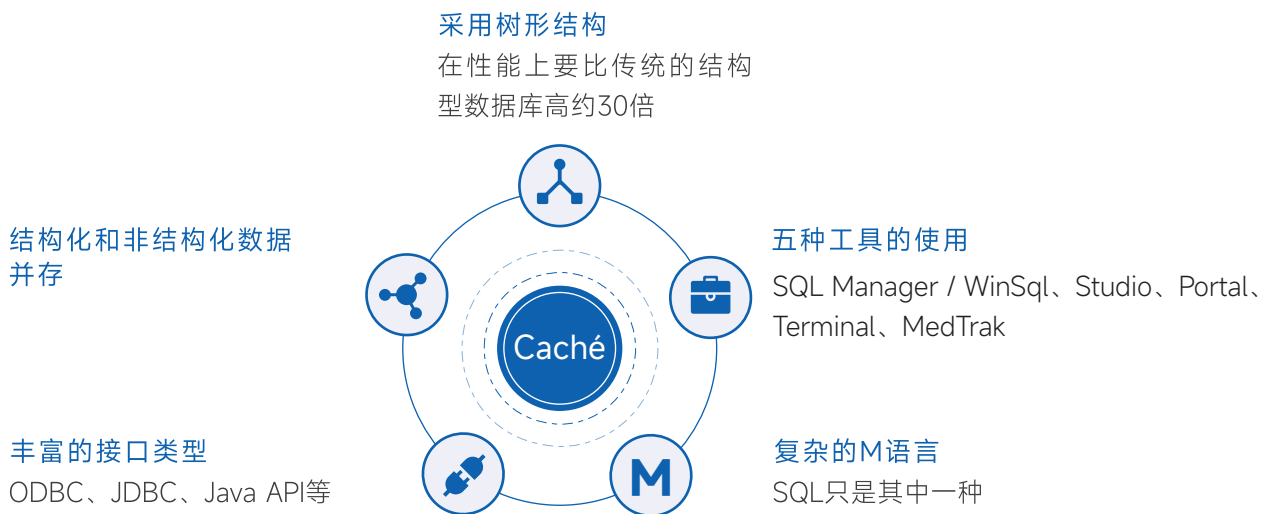 采用树形结构
在性能上要比传统的结构
型数据库高约30倍
结构化和非结构化数据
并存
五种工具的使用
SQL Manager / WinSql、Studio、Portal、
Terminal、MedTrak
Caché
丰富的接口类型
ODBC、JDBC、Java API等
M
复杂的M语言
SQL只是其中一种